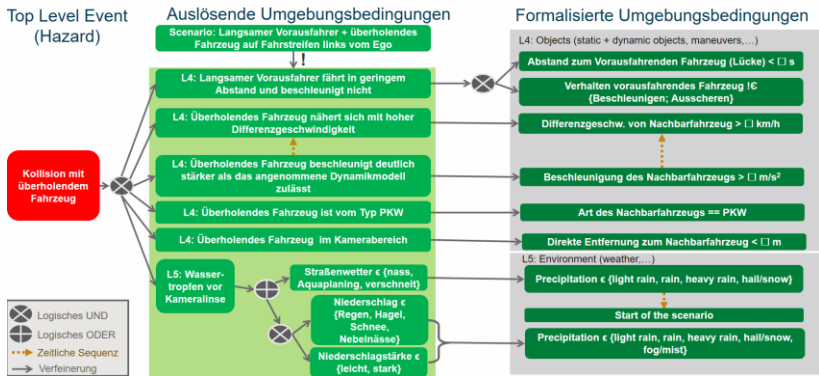 Top Level Event
(Hazard)
Auslösende Umgebungsbedingungen
Formalisierte Umgebungsbedingungen
Scenario: Langsamer Vorausfahrer + überholendes
Fahrzeug auf Fahrstreifen links vom Ego
!
L4: Objects (static + dynamic objects, maneuvers,…)
L4: Langsamer Vorausfahrer fährt in geringem
Abstand und beschleunigt nicht
Abstand zum Vorausfahrenden Fahrzeug (Lücke) < □ s
Verhalten vorausfahrendes Fahrzeug !€
{Beschleunigen; Ausscheren}
L4: Überholendes Fahrzeug nähert sich mit hoher
Differenzgeschwindigkeit
Differenzgeschw. von Nachbarfahrzeug > □ km/h
Kollision mit
überholendem
Fahrzeug
L4: Überholendes Fahrzeug beschleunigt deutlich
stärker als das angenommene Dynamikmodell
zulässt
Beschleunigung des Nachbarfahrzeugs > □ m/s²
L4: Überholendes Fahrzeug ist vom Typ PKW
Art des Nachbarfahrzeugs == PKW
L4: Überholendes Fahrzeug im Kamerabereich
Direkte Entfernung zum Nachbarfahrzeug < □ m
L5: Environment (weather,…)
L5: Wasser-
tropfen vor
Kameralinse
Straßenwetter ϵ {nass,
Aquaplaning, verschneit}
Precipitation ϵ {light rain, rain, heavy rain, hail/snow}
Niederschlag ϵ
{Regen, Hagel,
Schnee,
Nebelnässe}
Start of the scenario
Niederschlagstärke ϵ
{leicht, stark}
Precipitation ϵ {light rain, rain, heavy rain, hail/snow,
fog/mist}
Logisches UND
Logisches ODER
Zeitliche Sequenz
Verfeinerung